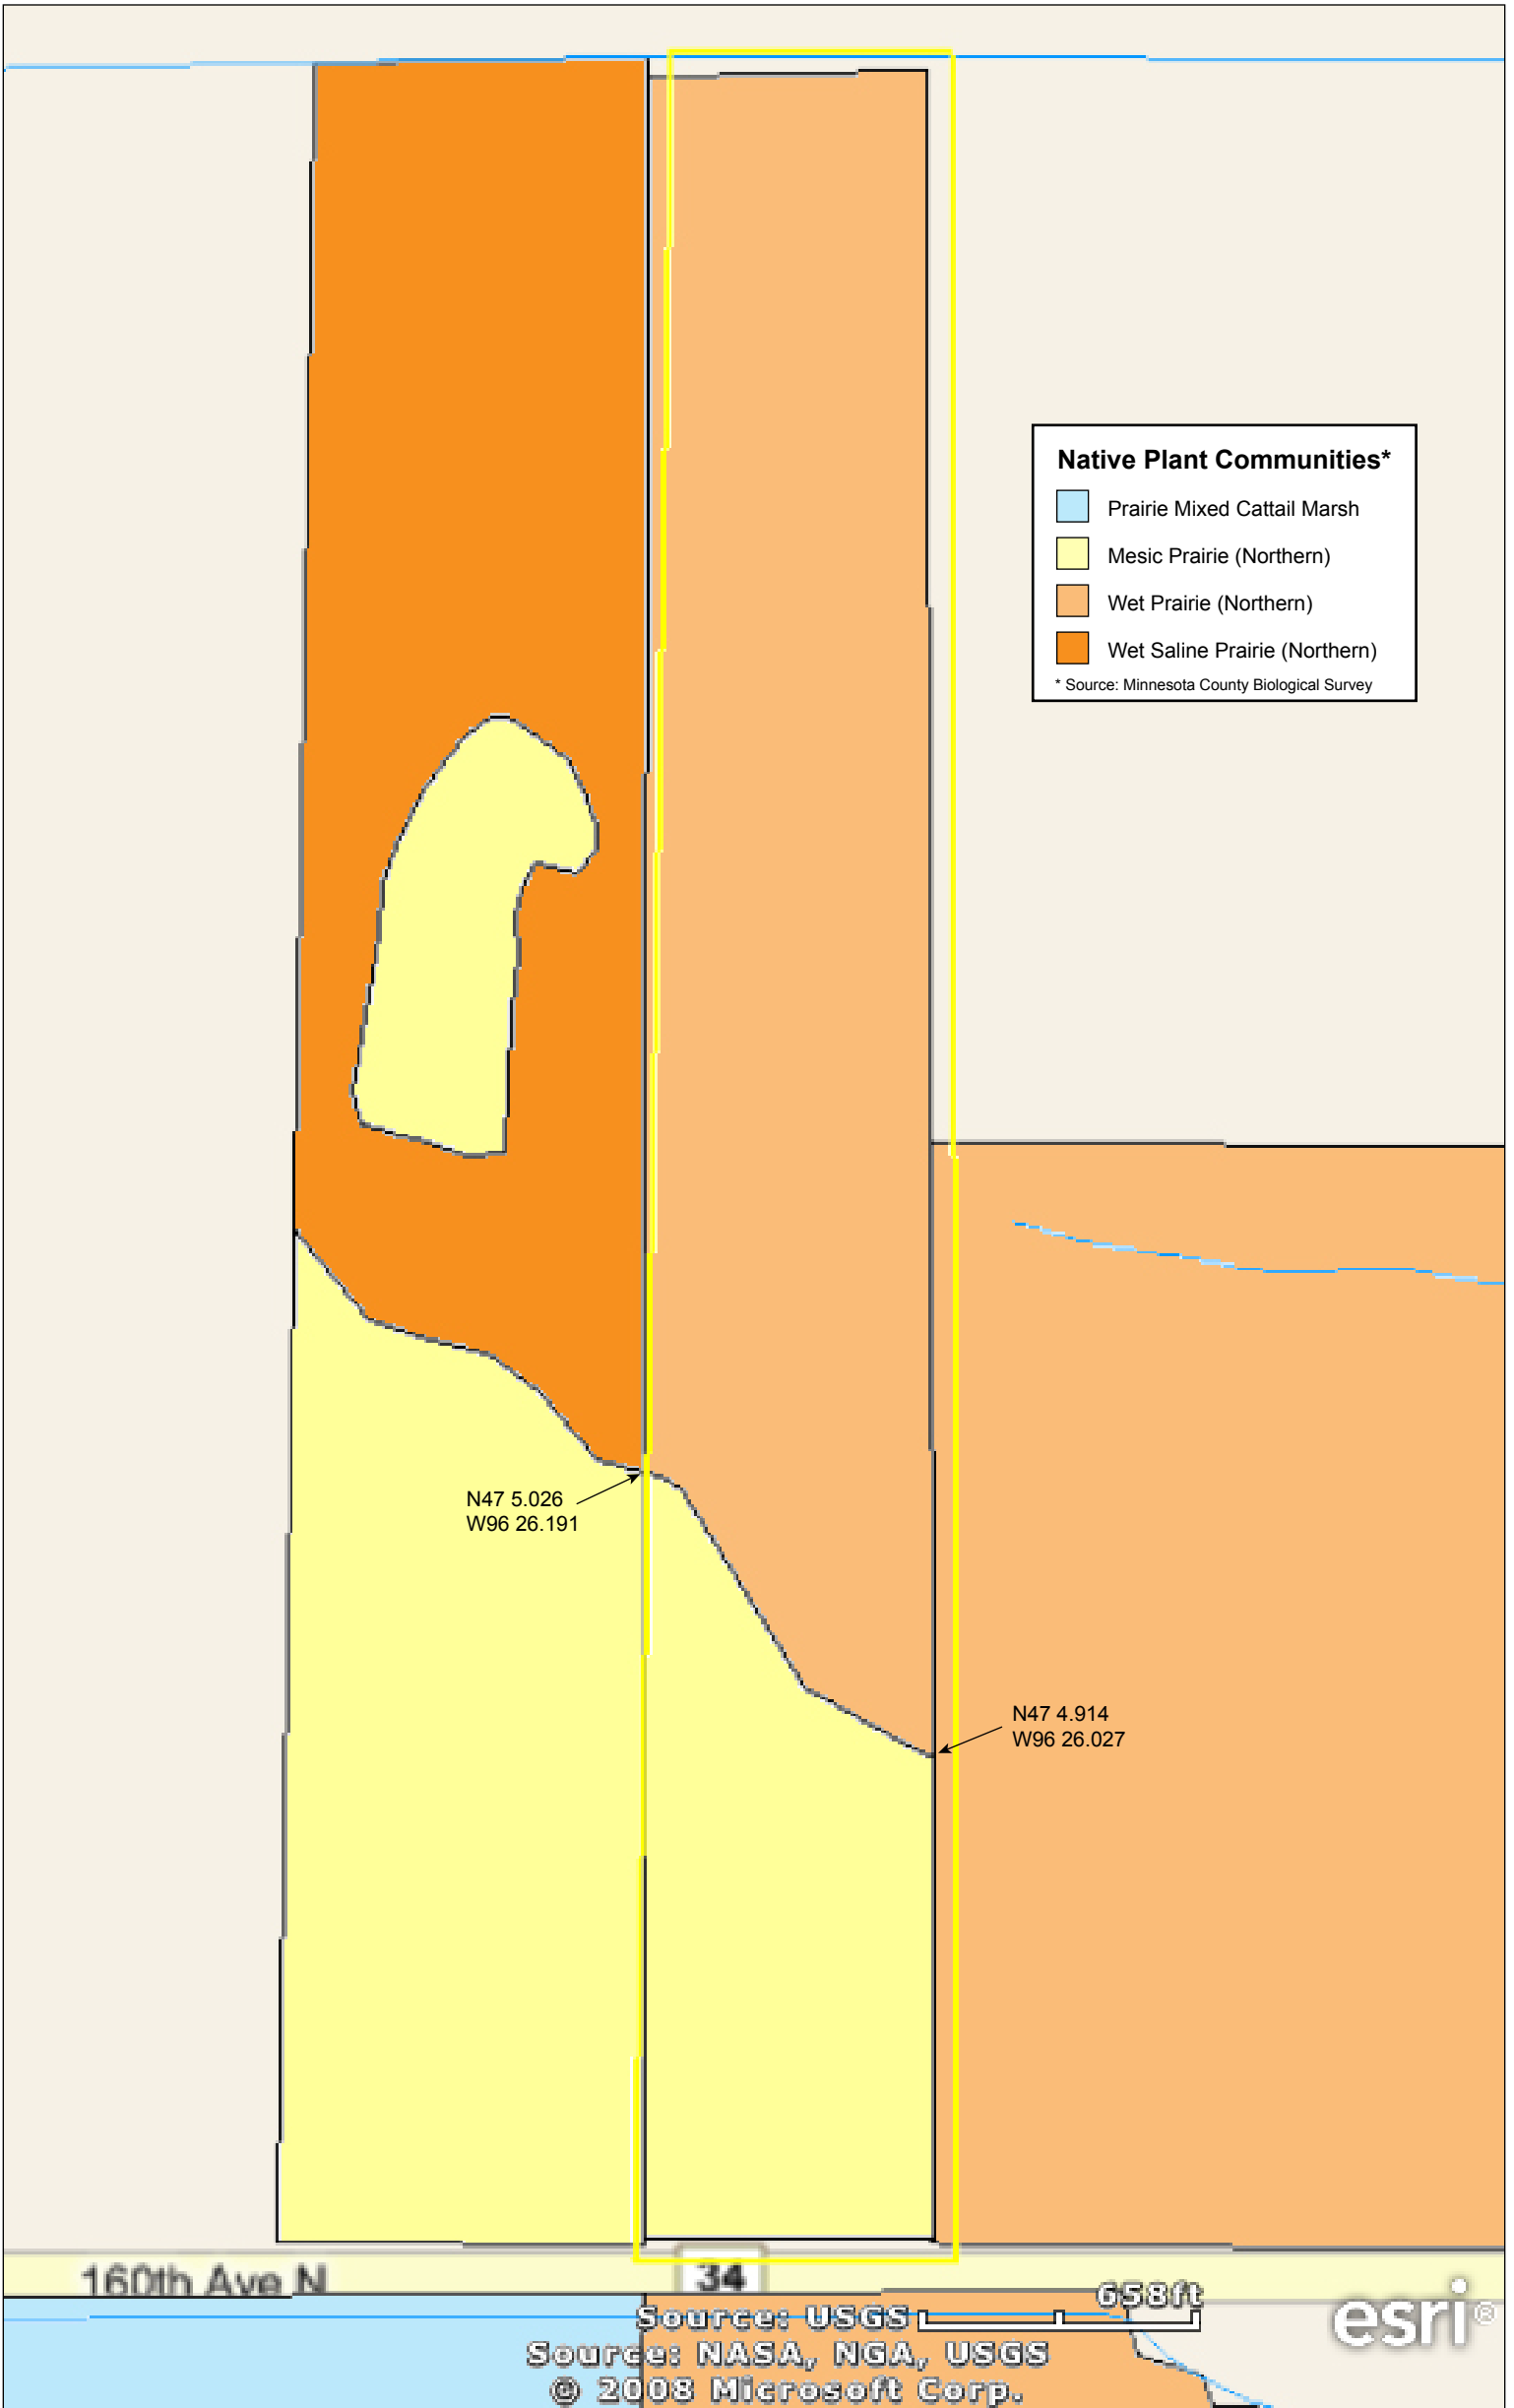 Native Plant Communities*
Prairie Mixed Cattail Marsh
Mesic Prairie (Northern)
Wet Prairie (Northern)
Wet Saline Prairie (Northern)
* Source: Minnesota County Biological Survey
N47 5.026
W96 26.191
N47 4.914
W96 26.027
160th Ave N
34
658ft
Source: USGS
Source: NASA, NGA, USGS
© 2008 Microsoft Corp.
esri®